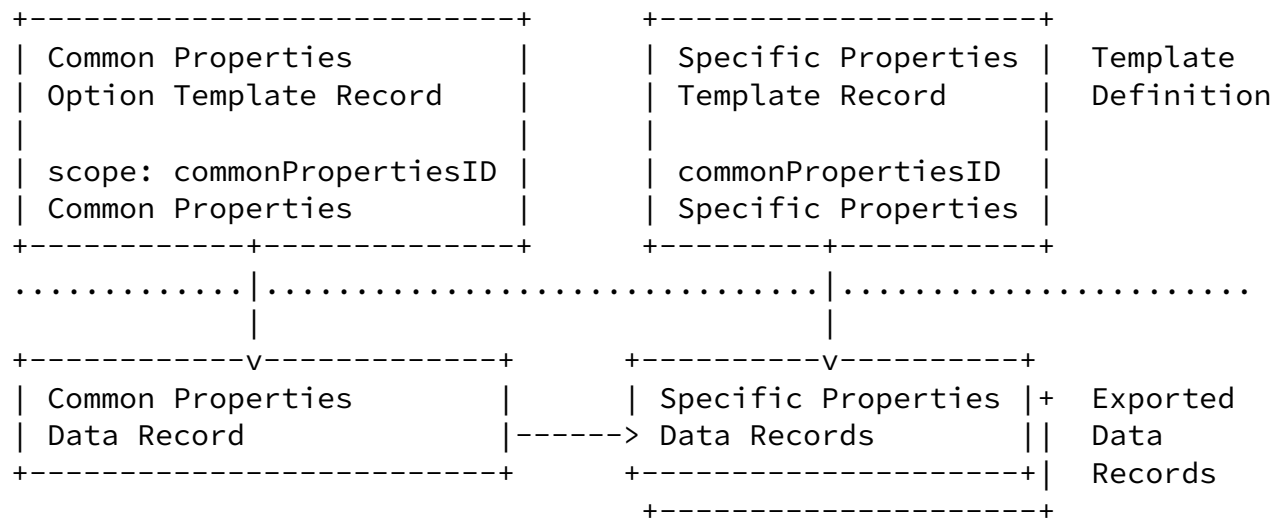 Common Properties Specific Properties Template
Option Template Record Template Record Definition
scope: commonPropertiesID commonPropertiesID
Common Properties Specific Properties
Common Properties Specific Properties Exported
Data Record Data Records Data
Records